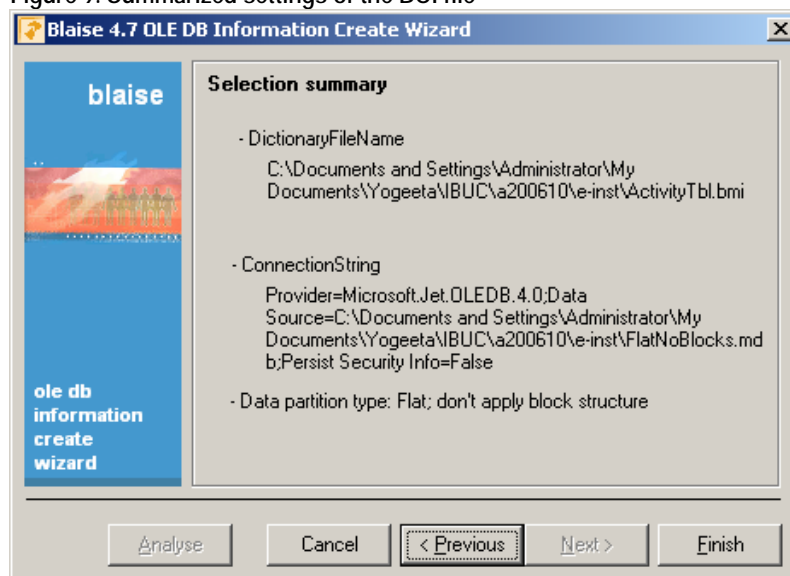 Figure 7. Summarized settings of the BOI file
Blaise 4.7 OLE DB Information Create Wizard
blaise
Selection summary
- DictionaryFileName
C:\Documents and Settings\Administrator\My
Documents\Yogeeta\IBUC\a200610\e-inst\ActivityTbl.bmi
- ConnectionString
Provider=Microsoft.Jet.OLEDB.4.0;Data
Source=C:\Documents and Settings\Administrator\My
Documents\Yogeeta\IBUC\a200610\e-inst\FlatNoBlocks.md
b;Persist Security Info=False
- Data partition type: Flat; don't apply block structure
ole db
information
create
wizard
Analyse
Cancel
< Previous
Next >
Finish